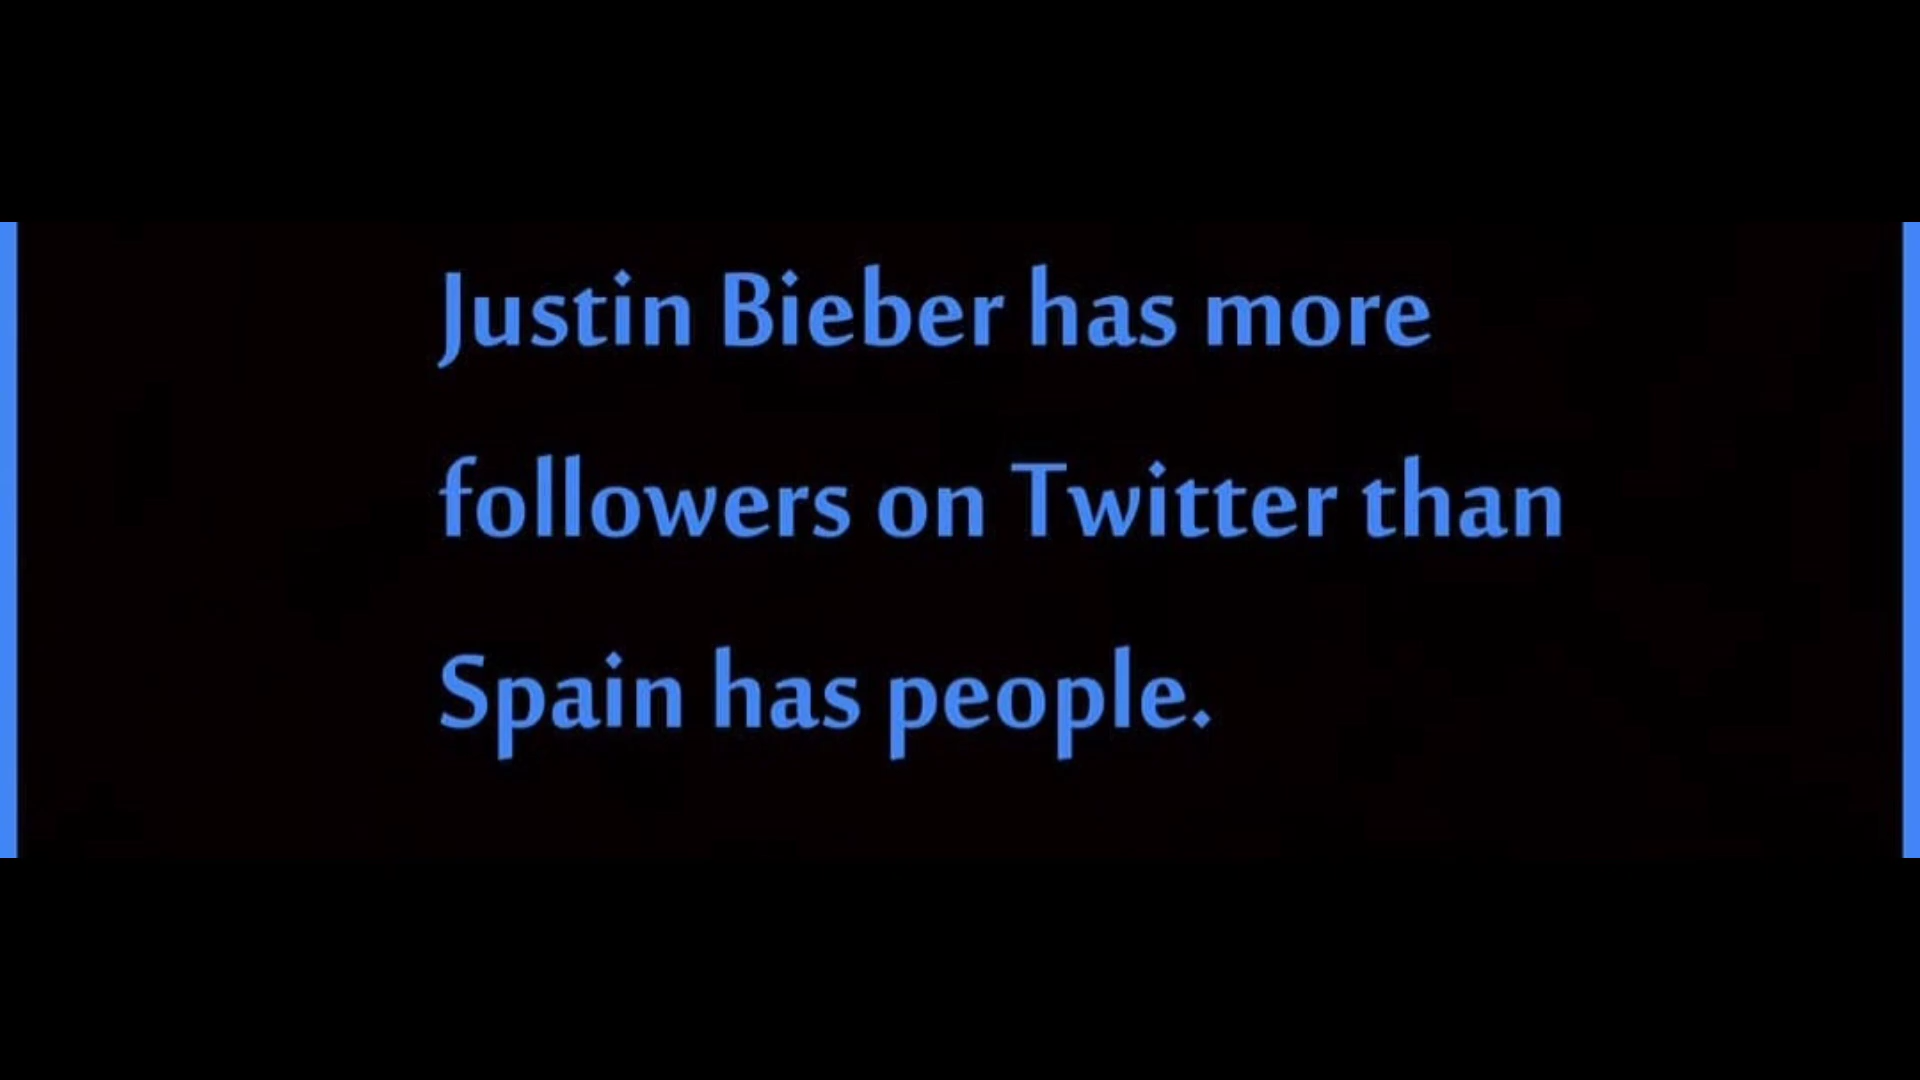 Justin Bieber has more
followers on Twitter than
Spain has people.